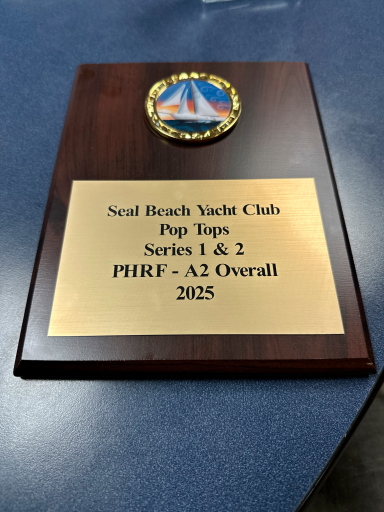 Seal Beach Yacht Club
Pop Tops
Series 1 & 2
PHRF - A2 Overall
2025